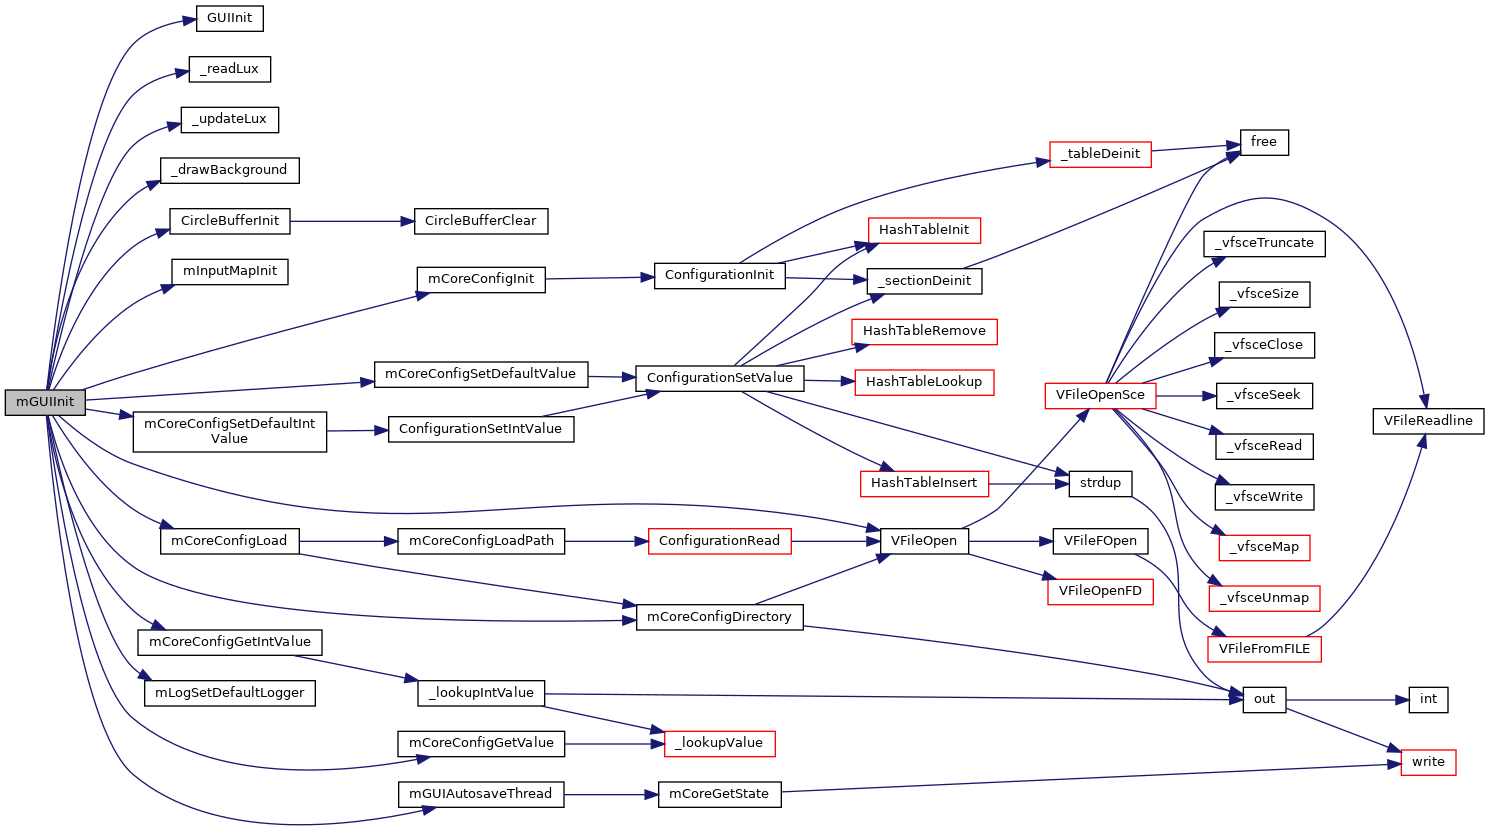 GUIInit
_readLux
_updateLux
_drawBackground
CircleBufferInit
CircleBufferClear
mInputMapInit
mCoreConfigInit
ConfigurationInit
_tableDeinit
free
HashTableInit
_sectionDeinit
HashTableRemove
HashTableLookup
HashTableInsert
strdup
mGUIInit
mCoreConfigSetDefaultValue
ConfigurationSetValue
mCoreConfigSetDefaultInt
Value
ConfigurationSetIntValue
VFileOpenSce
_vfsceTruncate
_vfsceSize
_vfsceClose
_vfsceSeek
_vfsceRead
_vfsceWrite
_vfsceMap
_vfsceUnmap
VFileReadline
mCoreConfigLoad
mCoreConfigLoadPath
ConfigurationRead
VFileOpen
VFileFOpen
VFileOpenFD
VFileFromFILE
mCoreConfigDirectory
mCoreConfigGetIntValue
mLogSetDefaultLogger
_lookupIntValue
out
int
mCoreConfigGetValue
_lookupValue
write
mGUIAutosaveThread
mCoreGetState